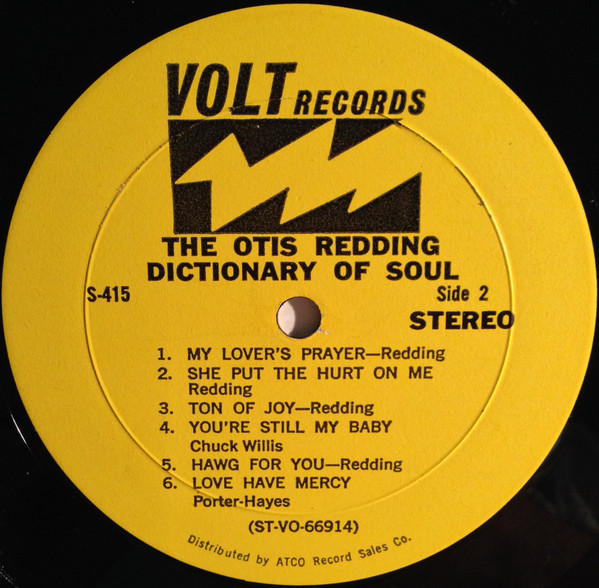 VOLT RECORDS
THE OTIS REDDING
DICTIONARY OF SOUL
S-415 Side 2
STEREO
1. MY LOVER'S PRAYER—Redding
2. SHE PUT THE HURT ON ME
Redding
3. TON OF JOY—Redding
4. YOU'RE STILL MY BABY
Chuck Willis
5. HAWG FOR YOU—Redding
6. LOVE HAVE MERCY
Porter-Hayes
(ST-VO-66914)
Distributed by ATCO Record Sales Co.